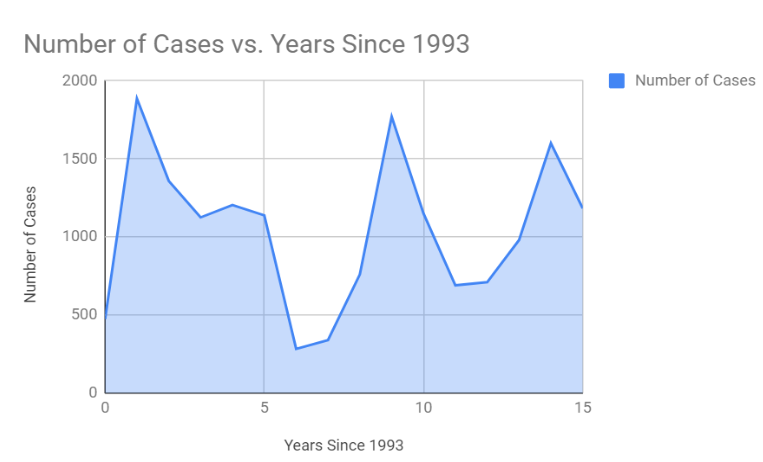 Number of Cases vs. Years Since 1993
Number of Cases
2000
1500
1000
500
0
Number of Cases
0 5 10 15
Years Since 1993